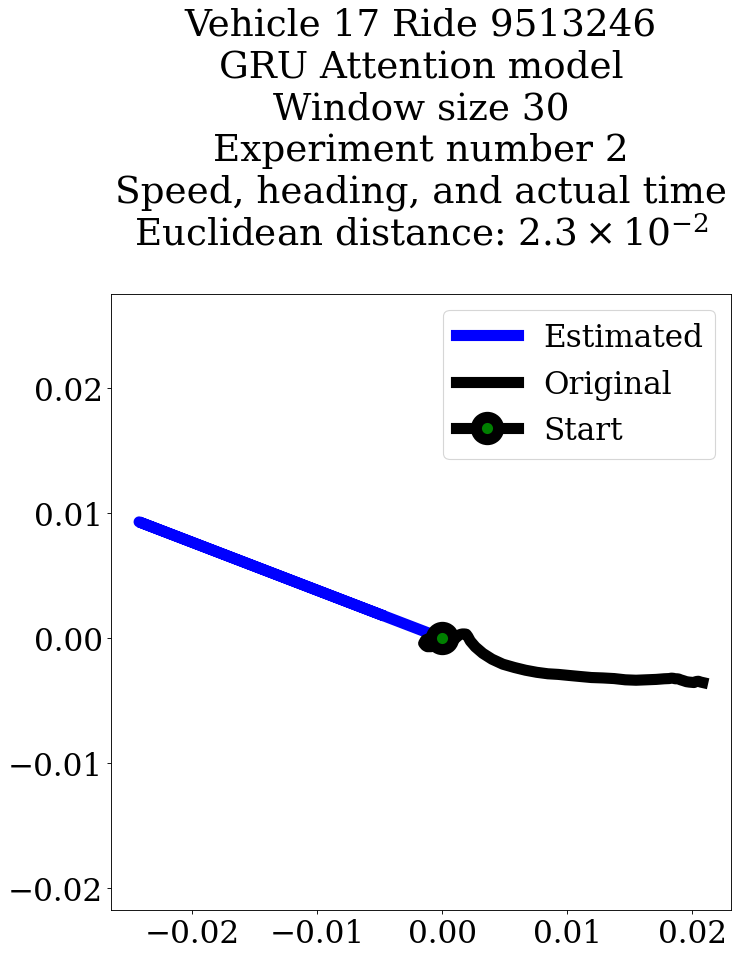 Vehicle 17 Ride 9513246
GRU Attention model
Window size 30
Experiment number 2
Speed, heading, and actual time
Euclidean distance: 2.3 × 10⁻²
Estimated
Original
Start
0.02
0.01
0.00
−0.01
−0.02
−0.02 −0.01 0.00 0.01 0.02